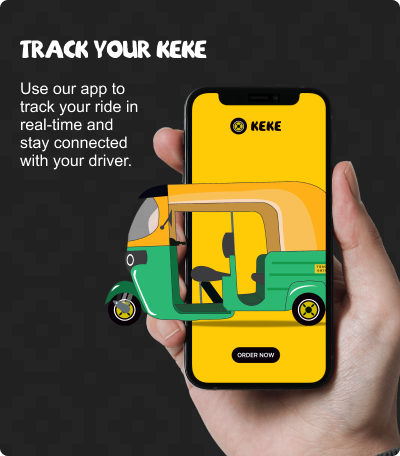 TRACK YOUR KEKE
Use our app to
track your ride in
real-time and
stay connected
with your driver.
KEKE
ORDER NOW